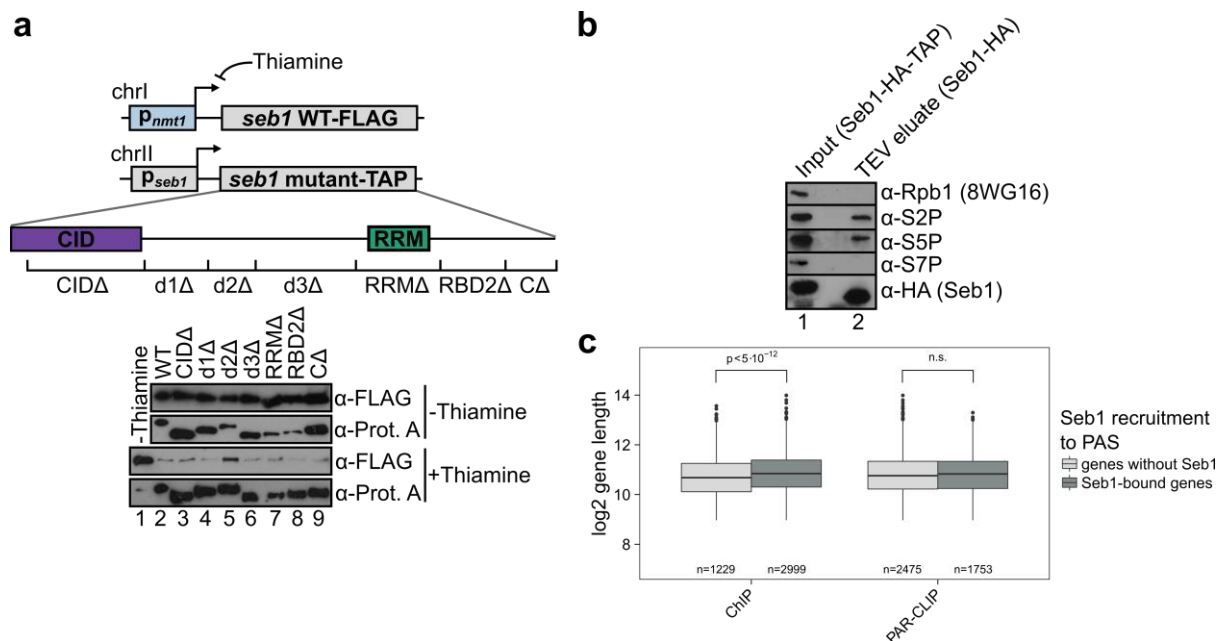 a
Thiamine
chrI
pnmt1
seb1 WT-FLAG
chrII
pseb1
seb1 mutant-TAP
CID
RRM
CIDΔ d1Δ d2Δ d3Δ RRMΔ RBD2Δ CΔ
-Thiamine
WT
CIDΔ
d1Δ
d2Δ
d3Δ
RRMΔ
RBD2Δ
CΔ
α-FLAG
α-Prot. A
-Thiamine
α-FLAG
α-Prot. A
+Thiamine
1 2 3 4 5 6 7 8 9
b
Input (Seb1-HA-TAP)
TEV eluate (Seb1-HA)
α-Rpb1 (8WG16)
α-S2P
α-S5P
α-S7P
α-HA (Seb1)
1 2
c
p<5·10⁻¹²
n.s.
log2 gene length
14
12
10
8
n=1229 n=2999 n=2475 n=1753
ChIP
PAR-CLIP
Seb1 recruitment
to PAS
genes without Seb1
Seb1-bound genes